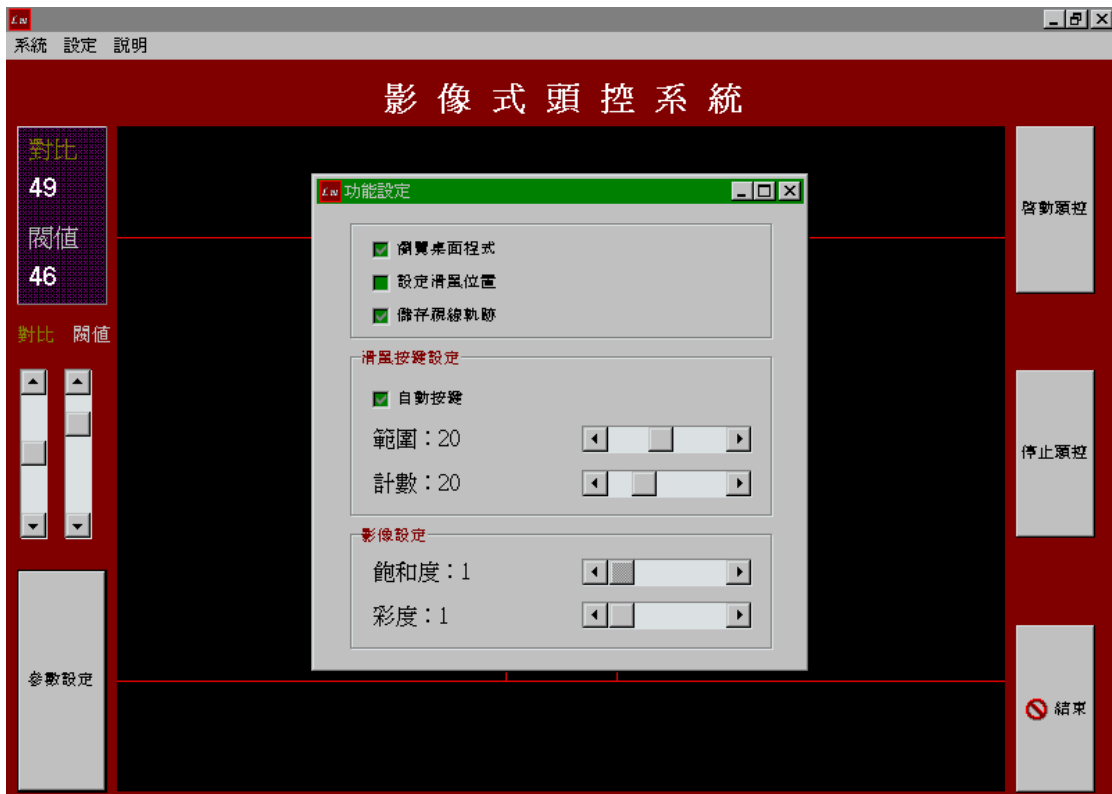 系統 設定 說明
影像式頭控系統
對比
49
閥值
46
對比 閥值
參數設定
功能設定
瀏覽桌面程式
設定滑鼠位置
儲存視線軌跡
滑鼠按鍵設定
自動按鍵
範圍：20
計數：20
影像設定
飽和度：1
彩度：1
啓動頭控
停止頭控
結束